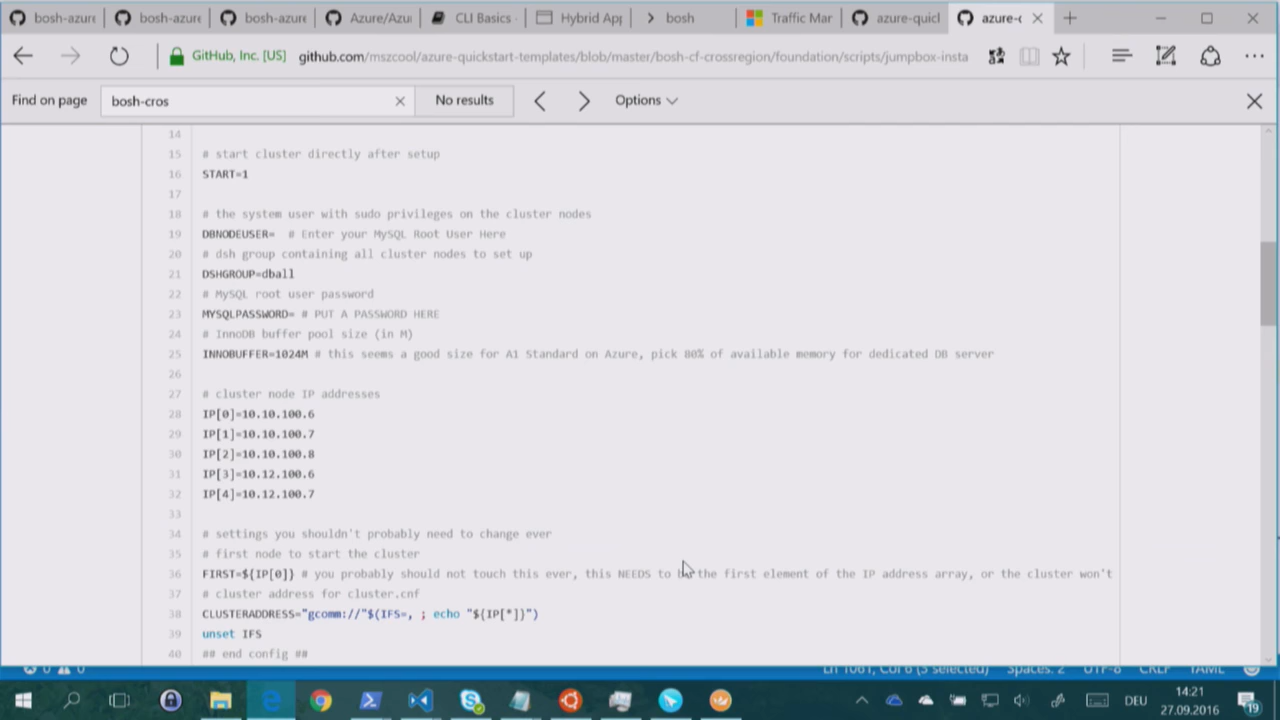 bosh-azure
bosh-azure
bosh-azure
Azure/Azu
CLI Basics
Hybrid App
bosh
Traffic Mar
azure-quicl
azure-
GitHub, Inc. [US]
github.com/mszcool/azure-quickstart-templates/blob/master/bosh-cf-crossregion/foundation/scripts/jumpbox-insta
Find on page
bosh-cros
No results
Options
14
15 # start cluster directly after setup
16 START=1
17
18 # the system user with sudo privileges on the cluster nodes
19 DBNODEUSER= # Enter your MySQL Root User Here
20 # dsh group containing all cluster nodes to set up
21 DSHGROUP=dball
22 # MySQL root user password
23 MYSQLPASSWORD= # PUT A PASSWORD HERE
24 # InnoDB buffer pool size (in M)
25 INNOBUFFER=1024M # this seems a good size for A1 Standard on Azure, pick 80% of available memory for dedicated DB server
26
27 # cluster node IP addresses
28 IP[0]=10.10.100.6
29 IP[1]=10.10.100.7
30 IP[2]=10.10.100.8
31 IP[3]=10.12.100.6
32 IP[4]=10.12.100.7
33
34 # settings you shouldn't probably need to change ever
35 # first node to start the cluster
36 FIRST=${IP[0]} # you probably should not touch this ever, this NEEDS to the first element of the IP address array, or the cluster won't
37 # cluster address for cluster.cnf
38 CLUSTERADDRESS="gcomm://"$(IFS=, ; echo "${IP[*]}")
39 unset IFS
40 ## end config ##
0 0 Ln 1061, Col 6 (5 selected) Spaces: 2 UTF-8 CRLF YAML
DEU
14:21
27.09.2016
19